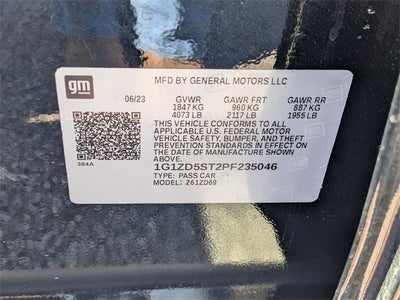 gm
MFD BY GENERAL MOTORS LLC
06/23 GVWR GAWR FRT GAWR RR
1847 KG 960 KG 887 KG
4073 LB 2117 LB 1955 LB
THIS VEHICLE CONFORMS TO ALL
APPLICABLE U.S. FEDERAL MOTOR
VEHICLE SAFETY, BUMPER, AND THEFT
PREVENTION STANDARDS IN EFFECT ON
THE DATE OF MANUFACTURE SHOWN ABOVE.
384A
1G1ZD5ST2PF235046
TYPE: PASS CAR
MODEL: 261ZD69